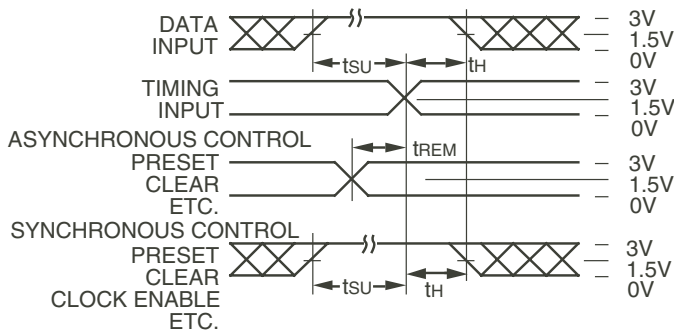 DATA
INPUT
3V
1.5V
0V
tSU
tH
TIMING
INPUT
3V
1.5V
0V
ASYNCHRONOUS CONTROL
tREM
PRESET
CLEAR
ETC.
3V
1.5V
0V
SYNCHRONOUS CONTROL
PRESET
CLEAR
CLOCK ENABLE
ETC.
3V
1.5V
0V
tSU
tH